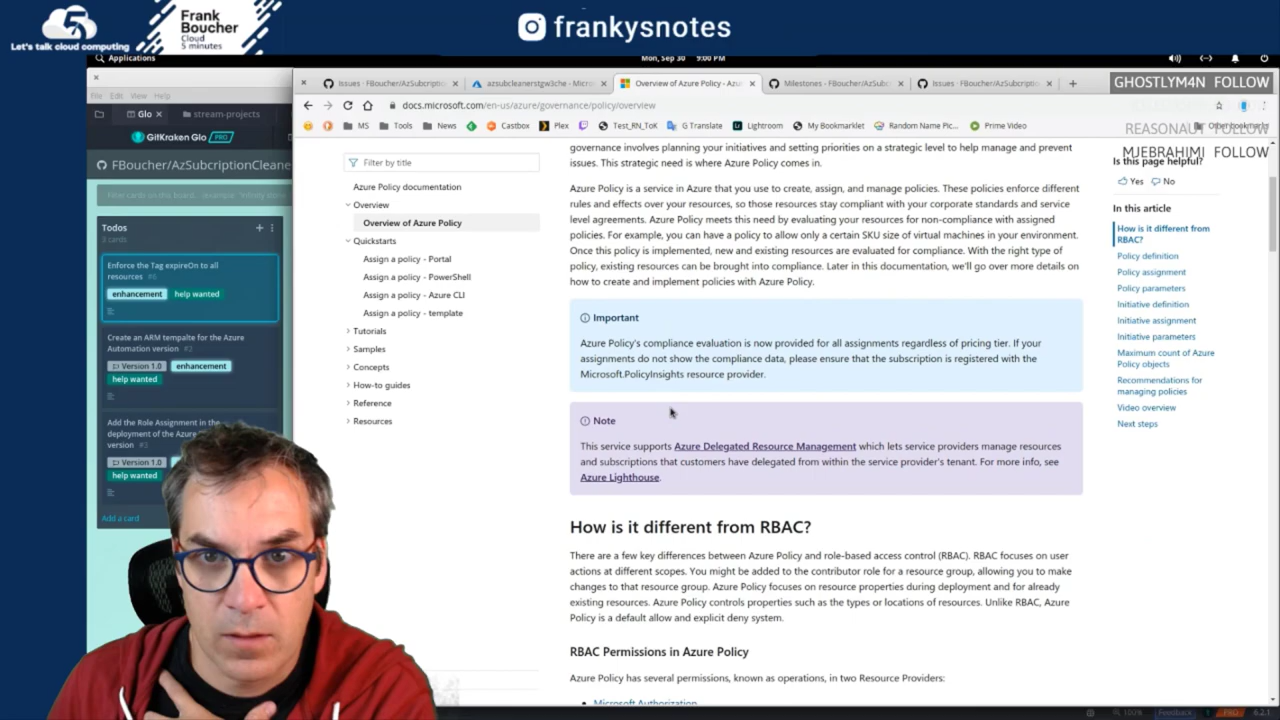 Let's talk cloud computing
Frank
Boucher
Cloud
5 minutes
frankysnotes
Applications
Mon, Sep 30 9:00 PM
Issues · FBoucher/AzSubcriptio
azsubcleanerstgw3che - Micros
Overview of Azure Policy - Azu
Milestones · FBoucher/AzSubc
Issues · FBoucher/AzSubcriptio
GHOSTLYM4N FOLLOW
File Edit View Help
docs.microsoft.com/en-us/azure/governance/policy/overview
Glo
stream-projects
MS
Tools
News
Castbox
Plex
Test_RN_ToK
G Translate
Lightroom
My Bookmarklet
Random Name Pic...
Prime Video
Other Bookmarks
REASONAUT FOLLOW
MJEBRAHIMI FOLLOW
GitKraken Glo PRO
FBoucher/AzSubcriptionCleane
Todos
3 cards
Enforce the Tag expireOn to all
resources #6
enhancement help wanted
Create an ARM tempalte for the Azure
Automation version #2
Version 1.0 enhancement
help wanted
Add the Role Assignment in the
deployment of the Azure
version #3
Version 1.0
help wanted
Add a card
Filter by title
Azure Policy documentation
Overview
Overview of Azure Policy
Quickstarts
Assign a policy - Portal
Assign a policy - PowerShell
Assign a policy - Azure CLI
Assign a policy - template
Tutorials
Samples
Concepts
How-to guides
Reference
Resources
governance involves planning your initiatives and setting priorities on a strategic level to help manage and prevent
issues. This strategic need is where Azure Policy comes in.
Azure Policy is a service in Azure that you use to create, assign, and manage policies. These policies enforce different
rules and effects over your resources, so those resources stay compliant with your corporate standards and service
level agreements. Azure Policy meets this need by evaluating your resources for non-compliance with assigned
policies. For example, you can have a policy to allow only a certain SKU size of virtual machines in your environment.
Once this policy is implemented, new and existing resources are evaluated for compliance. With the right type of
policy, existing resources can be brought into compliance. Later in this documentation, we'll go over more details on
how to create and implement policies with Azure Policy.
Important
Azure Policy's compliance evaluation is now provided for all assignments regardless of pricing tier. If your
assignments do not show the compliance data, please ensure that the subscription is registered with the
Microsoft.PolicyInsights resource provider.
Note
This service supports Azure Delegated Resource Management which lets service providers manage resources
and subscriptions that customers have delegated from within the service provider's tenant. For more info, see
Azure Lighthouse.
How is it different from RBAC?
There are a few key differences between Azure Policy and role-based access control (RBAC). RBAC focuses on user
actions at different scopes. You might be added to the contributor role for a resource group, allowing you to make
changes to that resource group. Azure Policy focuses on resource properties during deployment and for already
existing resources. Azure Policy controls properties such as the types or locations of resources. Unlike RBAC, Azure
Policy is a default allow and explicit deny system.
RBAC Permissions in Azure Policy
Azure Policy has several permissions, known as operations, in two Resource Providers:
Microsoft.Authorization
Is this page helpful?
Yes No
In this article
How is it different from
RBAC?
Policy definition
Policy assignment
Policy parameters
Initiative definition
Initiative assignment
Initiative parameters
Maximum count of Azure
Policy objects
Recommendations for
managing policies
Video overview
Next steps
100%
Feedback
PRO
6.2.1